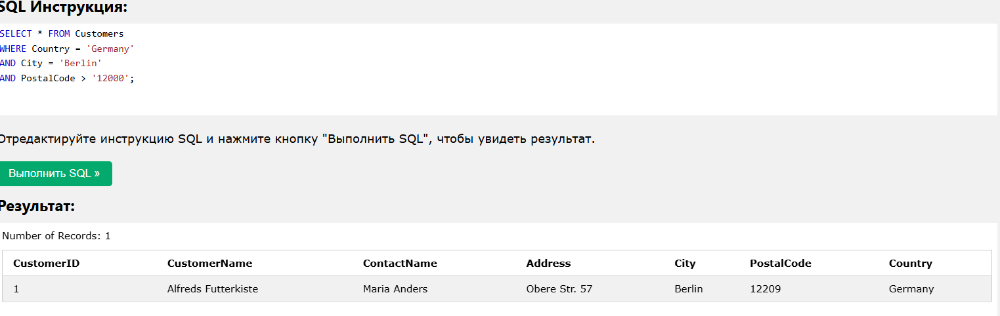 SQL Инструкция:
SELECT * FROM Customers
WHERE Country = 'Germany'
AND City = 'Berlin'
AND PostalCode > '12000';
Отредактируйте инструкцию SQL и нажмите кнопку "Выполнить SQL", чтобы увидеть результат.
Выполнить SQL »
Результат:
Number of Records: 1
CustomerID CustomerName ContactName Address City PostalCode Country
1 Alfreds Futterkiste Maria Anders Obere Str. 57 Berlin 12209 Germany